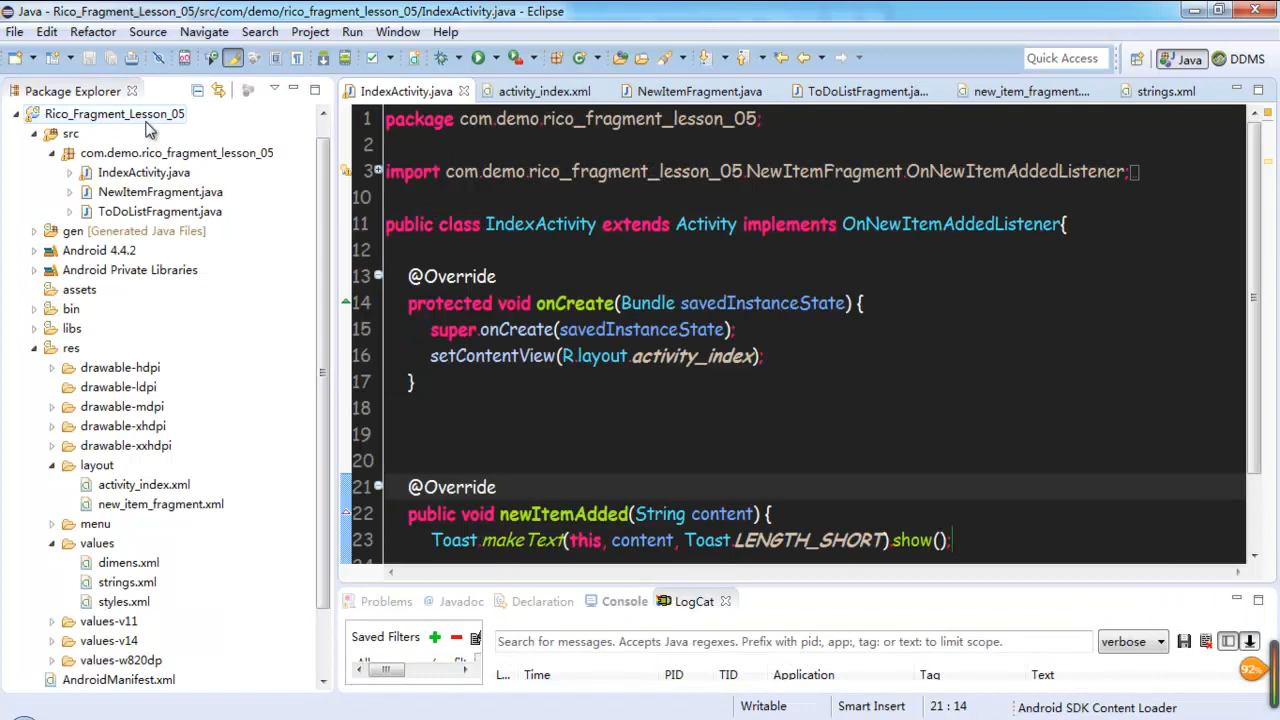 Java - Rico_Fragment_Lesson_05/src/com/demo/rico_fragment_lesson_05/IndexActivity.java - Eclipse
File Edit Refactor Source Navigate Search Project Run Window Help
Quick Access
Java
DDMS
Package Explorer
Rico_Fragment_Lesson_05
src
com.demo.rico_fragment_lesson_05
IndexActivity.java
NewItemFragment.java
ToDoListFragment.java
gen [Generated Java Files]
Android 4.4.2
Android Private Libraries
assets
bin
libs
res
drawable-hdpi
drawable-ldpi
drawable-mdpi
drawable-xhdpi
drawable-xxhdpi
layout
activity_index.xml
new_item_fragment.xml
menu
values
dimens.xml
strings.xml
styles.xml
values-v11
values-v14
values-w820dp
AndroidManifest.xml
IndexActivity.java activity_index.xml NewItemFragment.java ToDoListFragment.ja... new_item_fragment.... strings.xml
1 package com.demo.rico_fragment_lesson_05;
2
3 import com.demo.rico_fragment_lesson_05.NewItemFragment.OnNewItemAddedListener;
10
11 public class IndexActivity extends Activity implements OnNewItemAddedListener{
12
13 @Override
14 protected void onCreate(Bundle savedInstanceState) {
15 super.onCreate(savedInstanceState);
16 setContentView(R.layout.activity_index);
17 }
18
19
20
21 @Override
22 public void newItemAdded(String content) {
23 Toast.makeText(this, content, Toast.LENGTH_SHORT).show();
Problems Javadoc Declaration Console LogCat
Saved Filters
Search for messages. Accepts Java regexes. Prefix with pid:, app:, tag: or text: to limit scope.
verbose
L... Time PID TID Application Tag Text
92%
Writable Smart Insert 21 : 14 Android SDK Content Loader